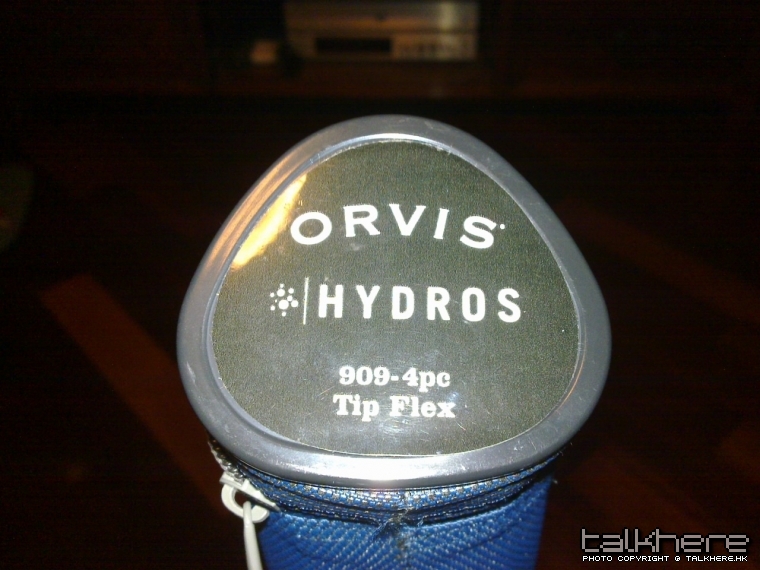 ORVIS
HYDROS
909-4pc
Tip Flex
talkhere
PHOTO COPYRIGHT @ TALKHERE.HK